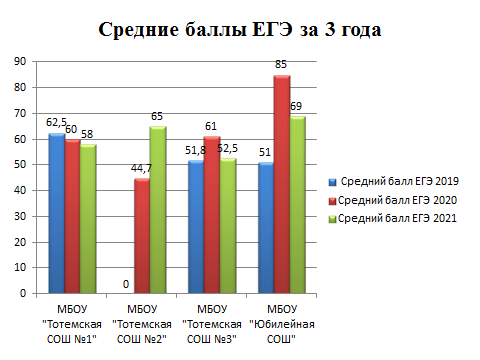 Средние баллы ЕГЭ за 3 года
90
80
70
60
50
40
30
20
10
0
62,5
60
58
0
44,7
65
51,8
61
52,5
51
85
69
МБОУ
"Тотемская
СОШ №1"
МБОУ
"Тотемская
СОШ №2"
МБОУ
"Тотемская
СОШ №3"
МБОУ
"Юбилейная
СОШ"
Средний балл ЕГЭ 2019
Средний балл ЕГЭ 2020
Средний балл ЕГЭ 2021